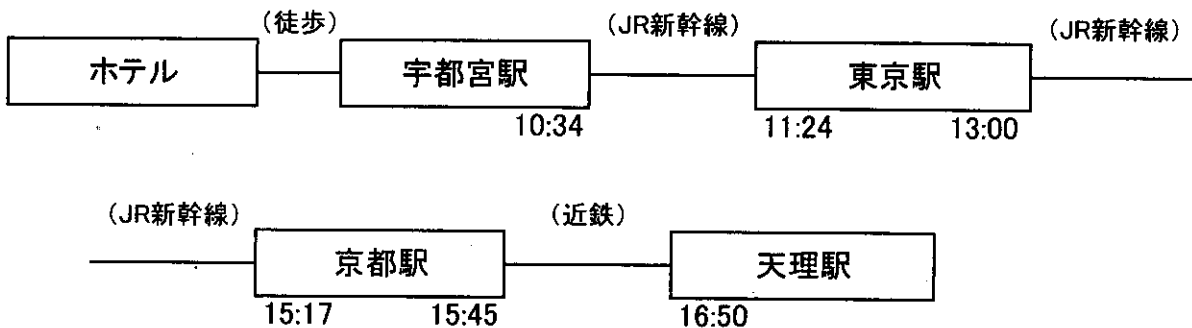 (徒歩) (JR新幹線) (JR新幹線)
ホテル 宇都宮駅 東京駅
10:34 11:24 13:00
(JR新幹線) (近鉄)
京都駅 天理駅
15:17 15:45 16:50